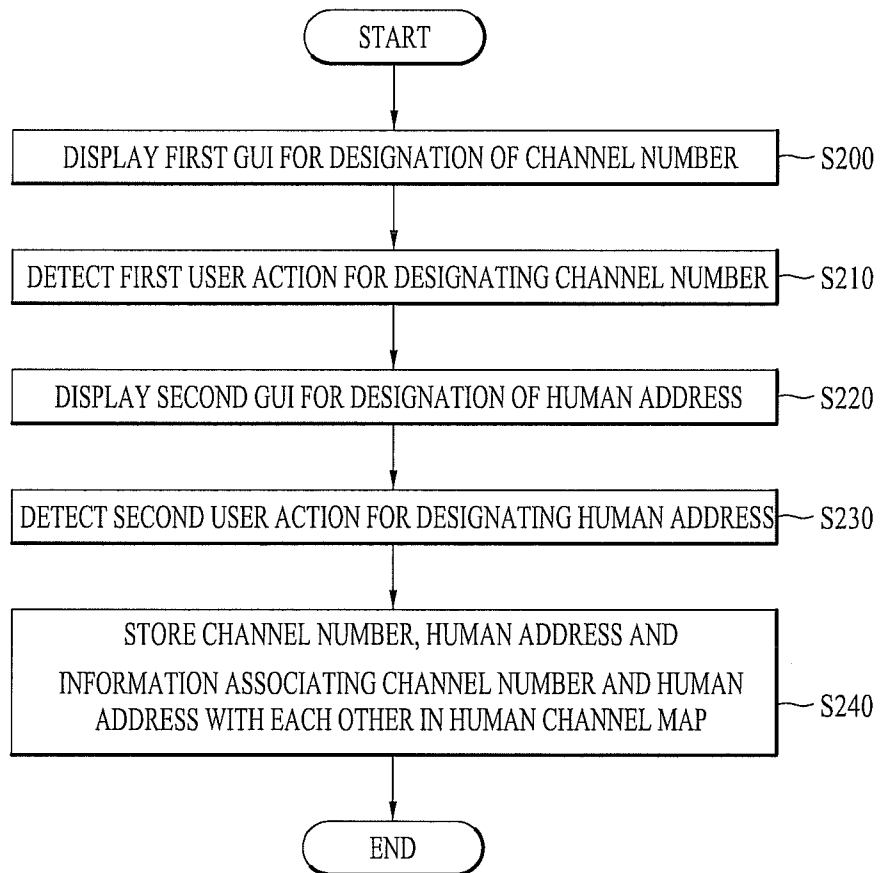 START
DISPLAY FIRST GUI FOR DESIGNATION OF CHANNEL NUMBER
S200
DETECT FIRST USER ACTION FOR DESIGNATING CHANNEL NUMBER
S210
DISPLAY SECOND GUI FOR DESIGNATION OF HUMAN ADDRESS
S220
DETECT SECOND USER ACTION FOR DESIGNATING HUMAN ADDRESS
S230
STORE CHANNEL NUMBER, HUMAN ADDRESS AND
INFORMATION ASSOCIATING CHANNEL NUMBER AND HUMAN
ADDRESS WITH EACH OTHER IN HUMAN CHANNEL MAP
S240
END